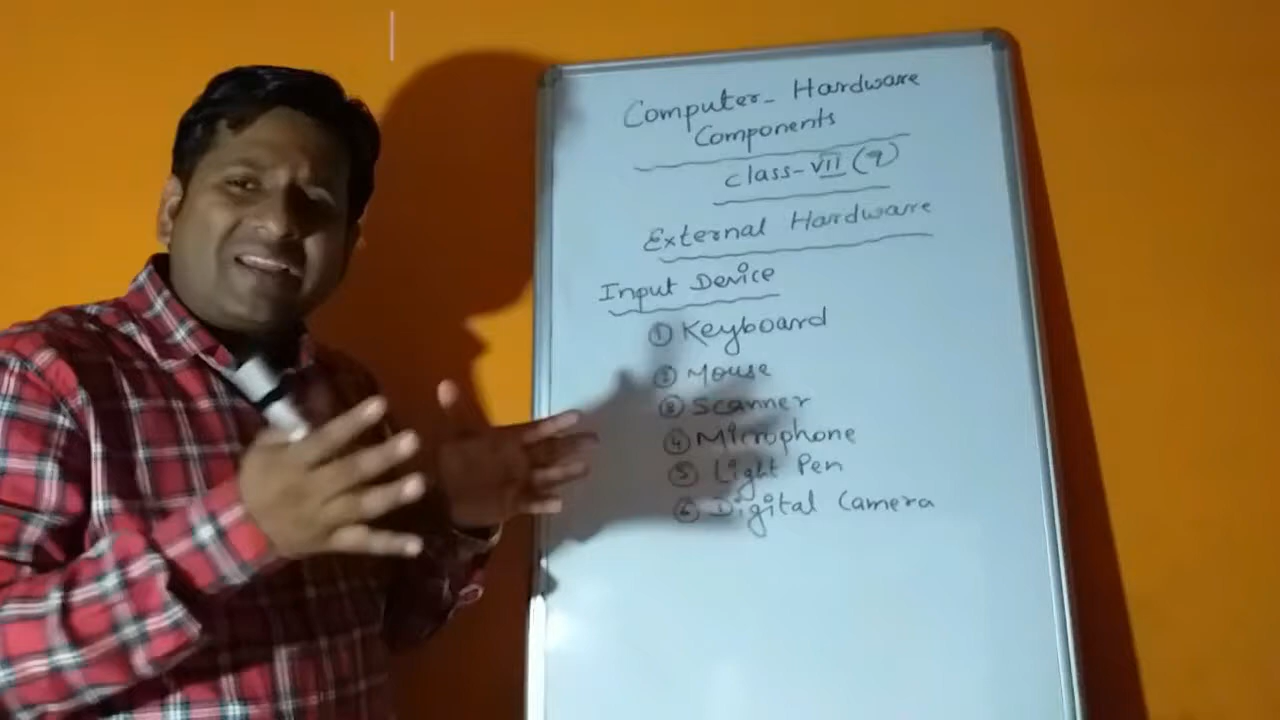 Computer- Hardware
Components
class-VII (7)
External Hardware
Input Device
① Keyboard
② Mouse
③ Scanner
④ Microphone
⑤ Light Pen
⑥ Digital Camera